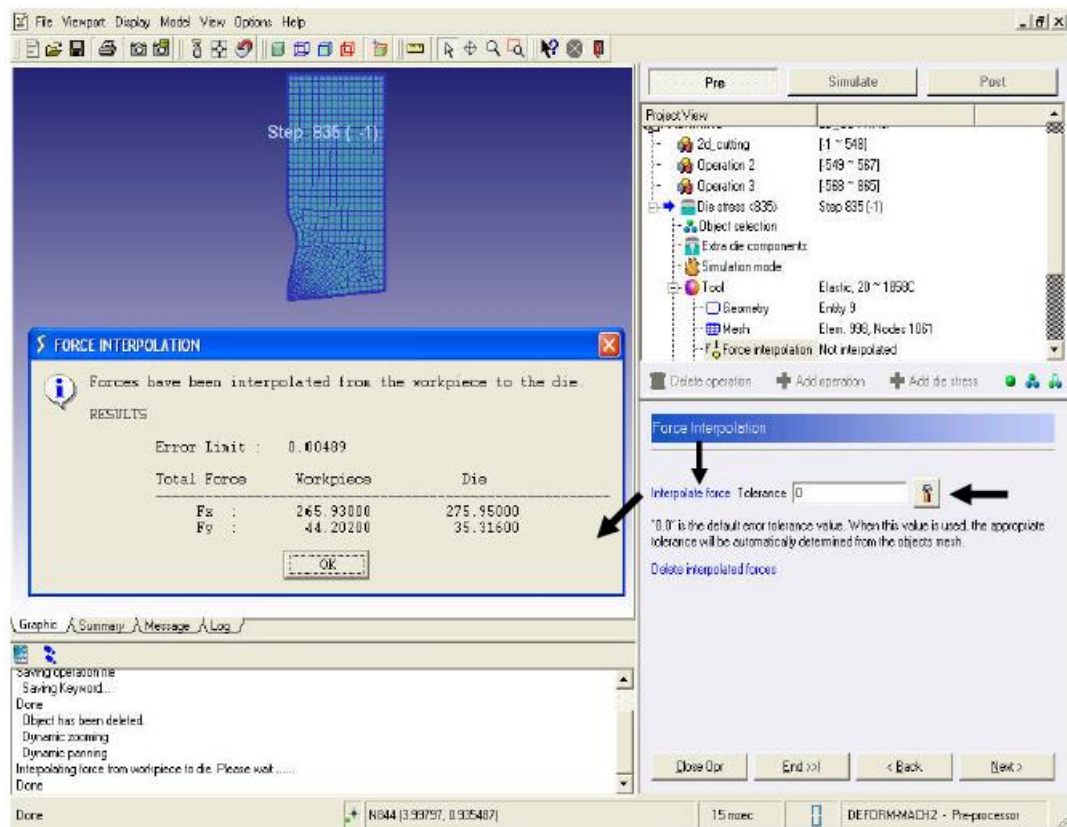 File Viewport Display Model View Options Help
Step 835 ( -1)
Pre Simulate Post
Project View
2d_cutting [-1 ~ 548]
Operation 2 [-549 ~ 567]
Operation 3 [-568 ~ 865]
Die stress <835> Step 835 (-1)
Object selection
Extra die components
Simulation mode
Tool Elastic, 20 ~ 1858C
Geometry Entity 9
Mesh Elem. 998, Nodes 1061
Force interpolation Not interpolated
Delete operation Add operation Add die stress
FORCE INTERPOLATION
Forces have been interpolated from the workpiece to the die.
RESULTS
Error Limit : 0.00489
Total Force Workpiece Die
Fx : 265.93000 275.95000
Fy : 44.20200 35.31600
OK
Force Interpolation
Interpolate force Tolerance 0
"0.0" is the default error tolerance value. When this value is used, the appropriate
tolerance will be automatically determined from the objects mesh.
Delete interpolated forces
Graphic Summary Message Log
Saving operation file
Saving Keyword...
Done
Object has been deleted.
Dynamic zooming
Dynamic panning
Interpolating force from workpiece to die. Please wait......
Done
Close Opr End >>| < Back Next >
Done N844 (3.99797, 0.935487) 15 msec DEFORM-MACH2 - Pre-processor